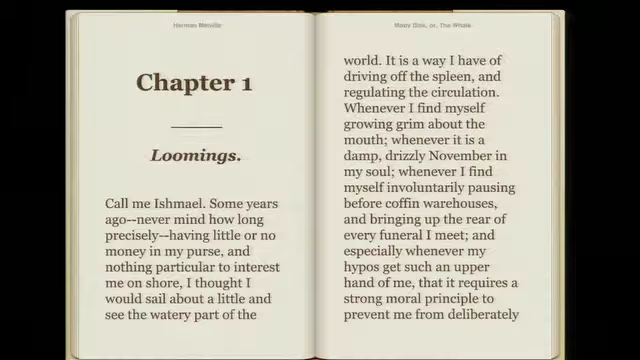 Herman Melville
Chapter 1
Loomings.
Call me Ishmael. Some years
ago--never mind how long
precisely--having little or no
money in my purse, and
nothing particular to interest
me on shore, I thought I
would sail about a little and
see the watery part of the
Moby Dick, or, The Whale
world. It is a way I have of
driving off the spleen, and
regulating the circulation.
Whenever I find myself
growing grim about the
mouth; whenever it is a
damp, drizzly November in
my soul; whenever I find
myself involuntarily pausing
before coffin warehouses,
and bringing up the rear of
every funeral I meet; and
especially whenever my
hypos get such an upper
hand of me, that it requires a
strong moral principle to
prevent me from deliberately